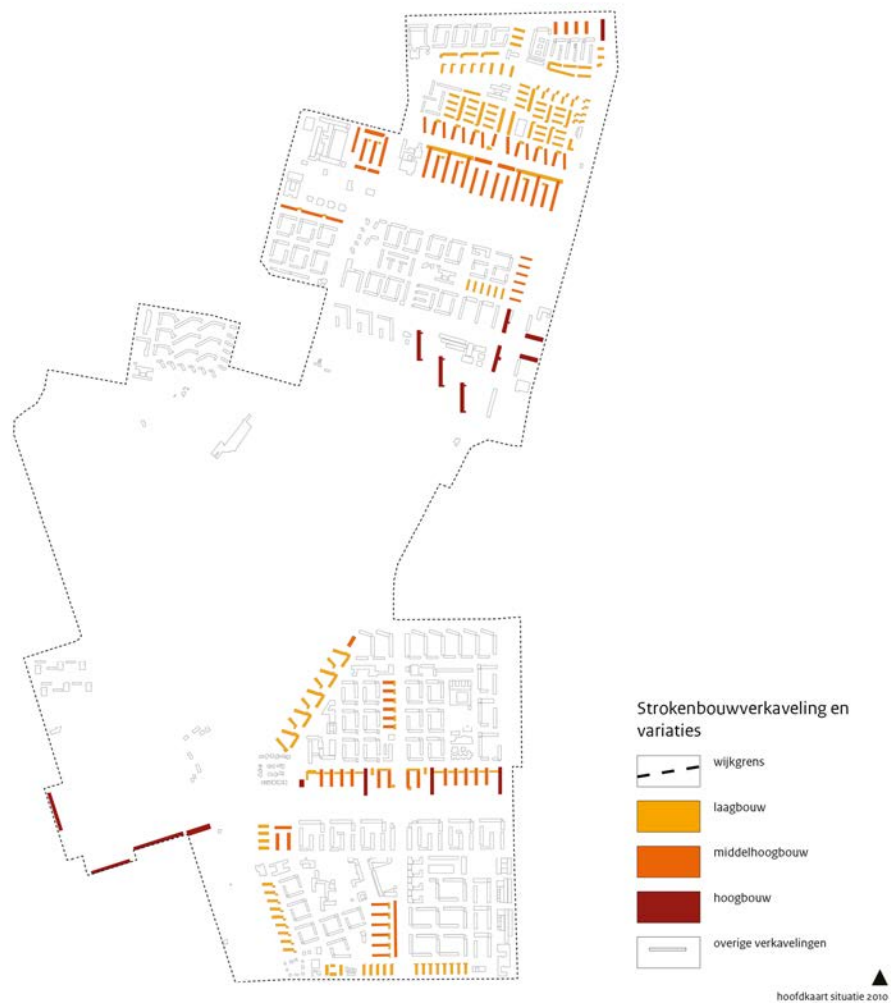 Strokenbouwverkaveling en
variaties
wijkgrens
laagbouw
middelhoogbouw
hoogbouw
overige verkavelingen
hoofdkaart situatie 2010